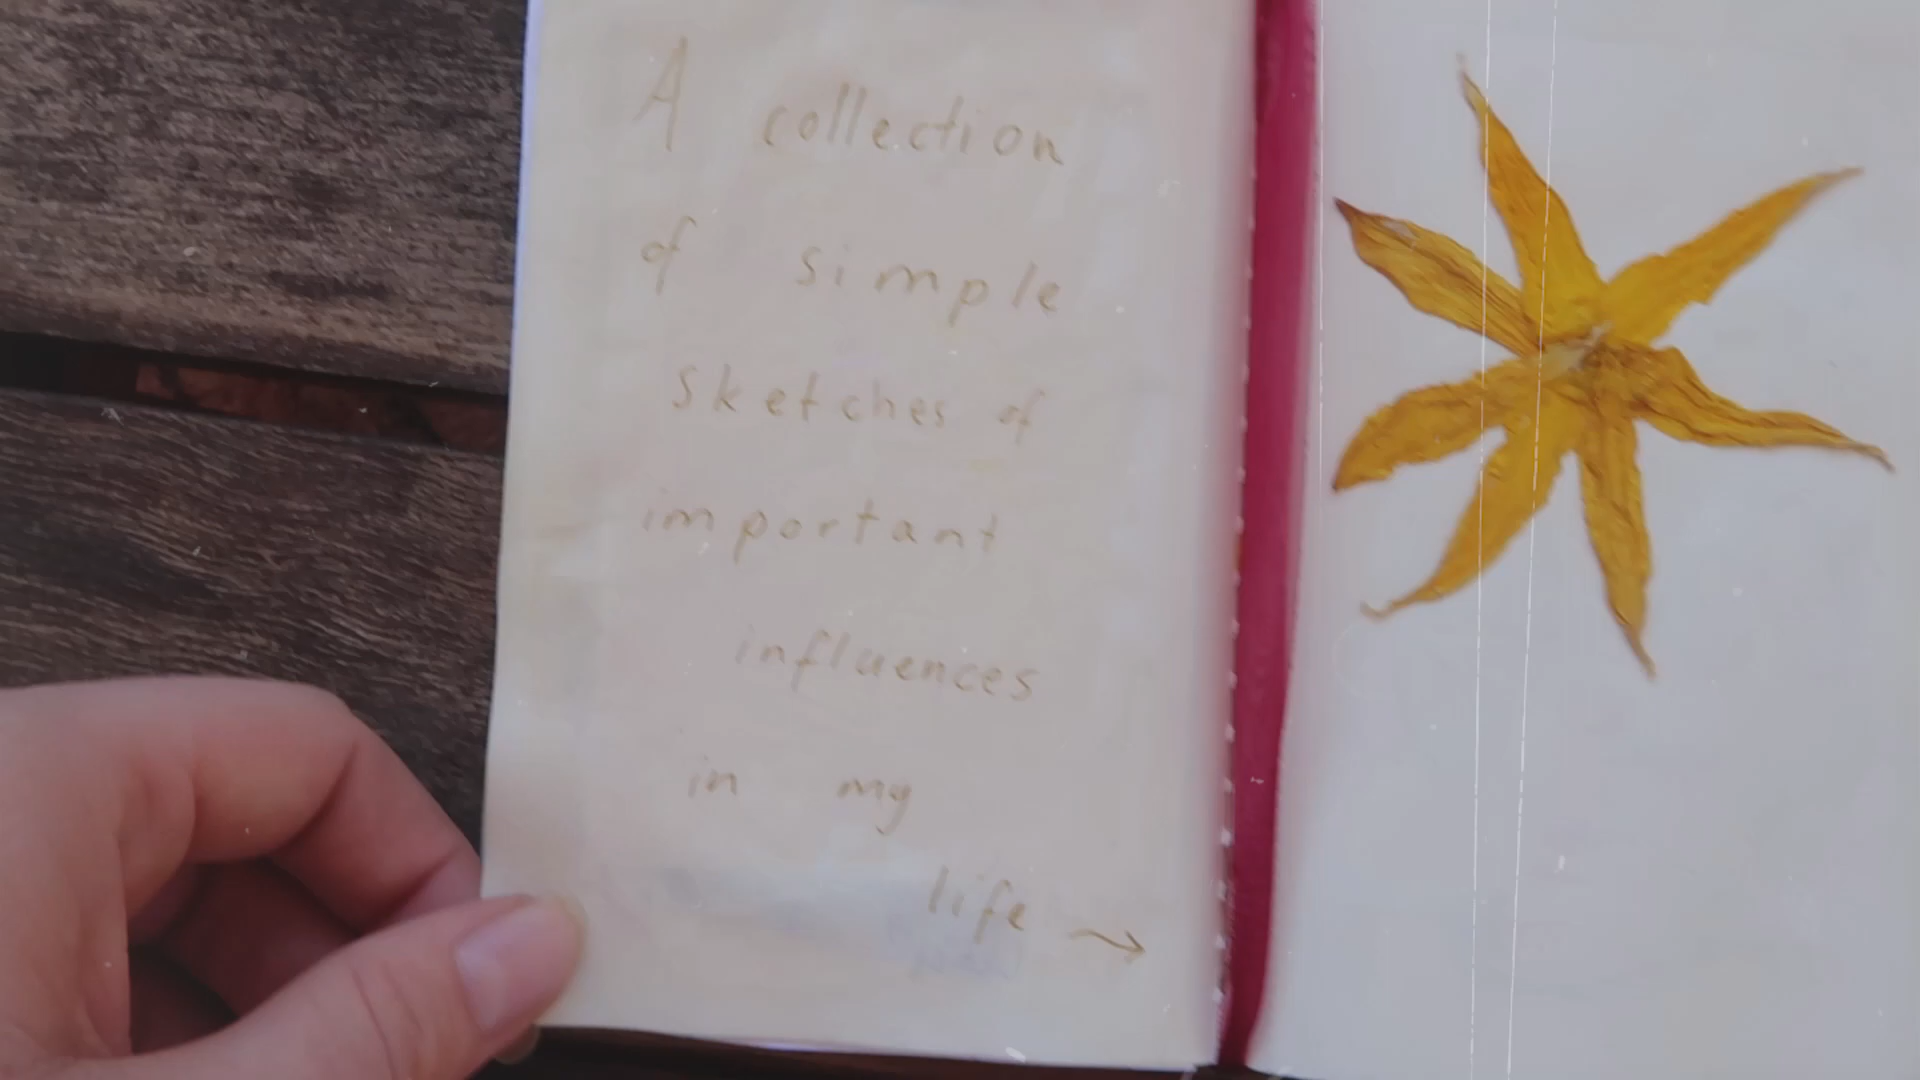 A collection
of simple
sketches of
important
influences
in my
life →